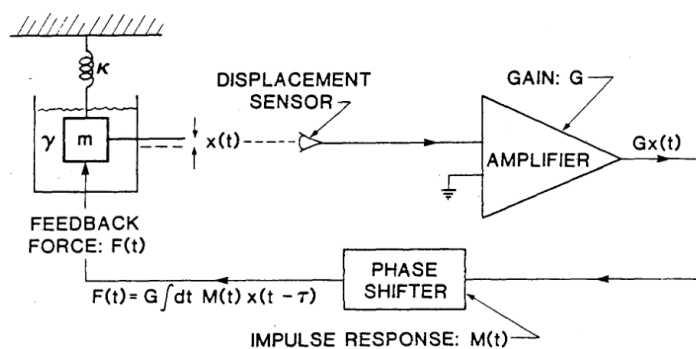 κ
DISPLACEMENT
SENSOR
GAIN: G
γ
m
x(t)
AMPLIFIER
Gx(t)
FEEDBACK
FORCE: F(t)
F(t) = G ∫ dt M(t) x(t − τ)
PHASE
SHIFTER
IMPULSE RESPONSE: M(t)